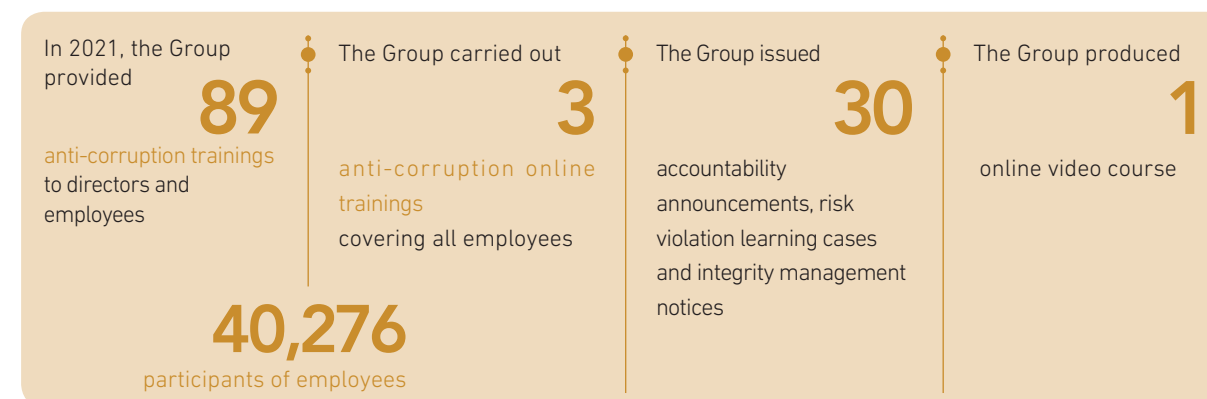 In 2021, the Group
provided
89
anti-corruption trainings
to directors and
employees
The Group carried out
3
anti-corruption online
trainings
covering all employees
40,276
participants of employees
The Group issued
30
accountability
announcements, risk
violation learning cases
and integrity management
notices
The Group produced
1
online video course